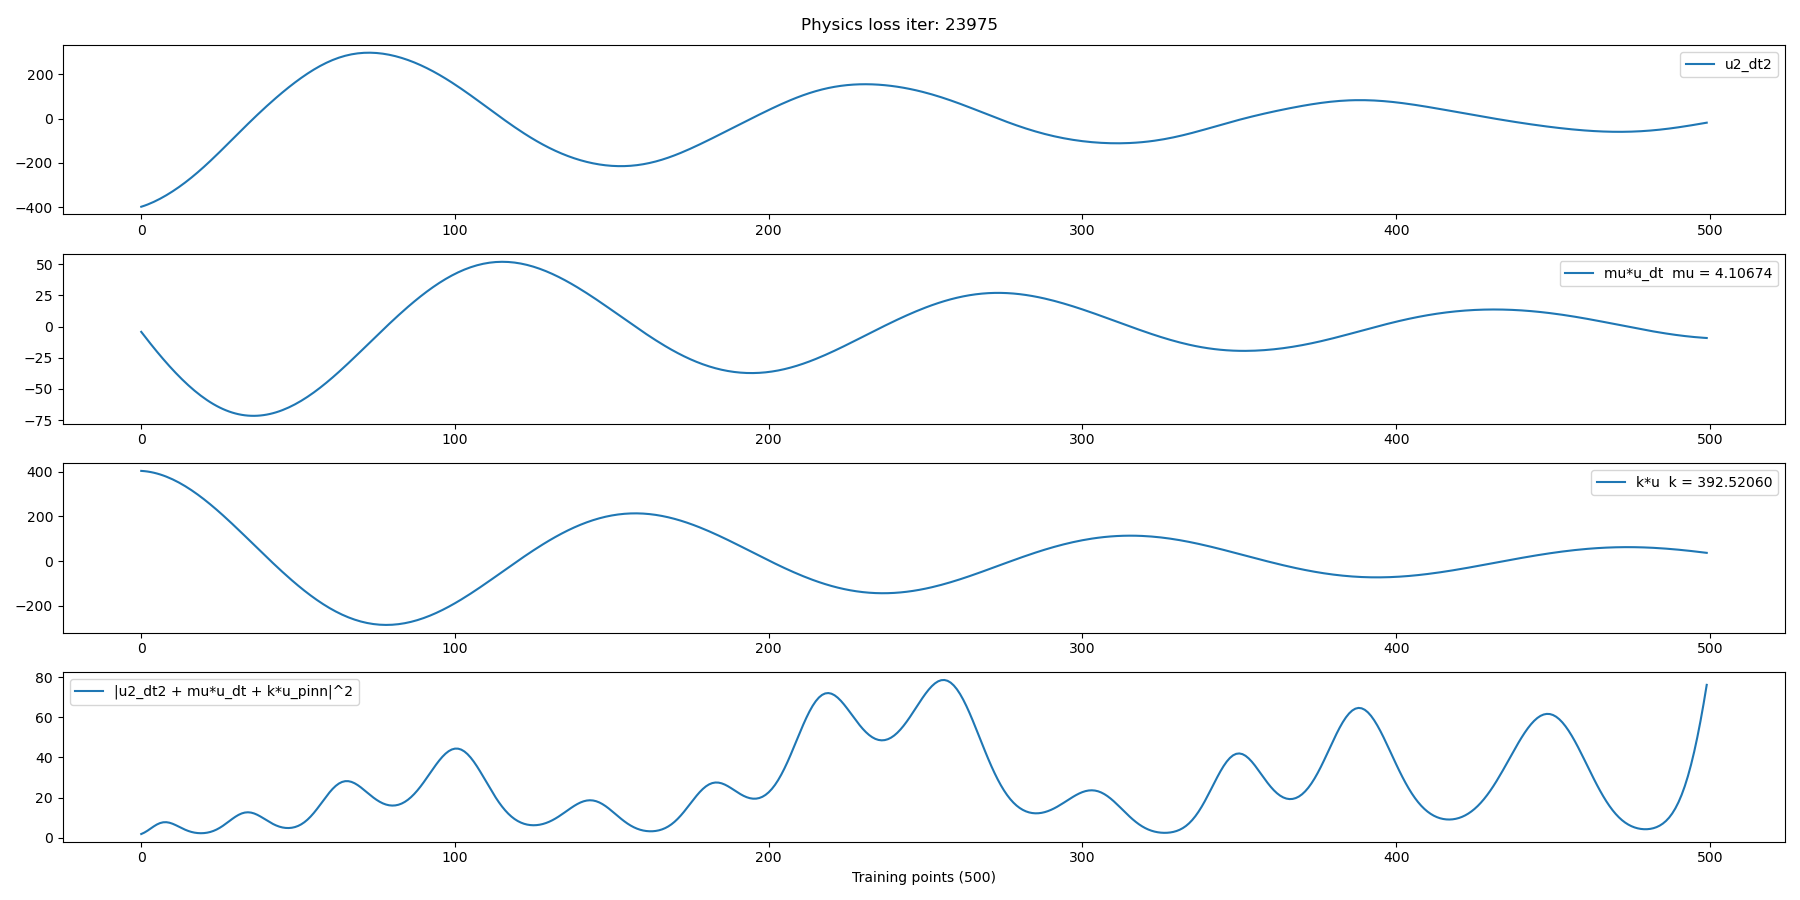 Physics loss iter: 23975
200
0
−200
−400
u2_dt2
0 100 200 300 400 500
50
25
0
−25
−50
−75
mu*u_dt  mu = 4.10674
0 100 200 300 400 500
400
200
0
−200
k*u  k = 392.52060
0 100 200 300 400 500
80
60
40
20
0
|u2_dt2 + mu*u_dt + k*u_pinn|^2
0 100 200 300 400 500
Training points (500)